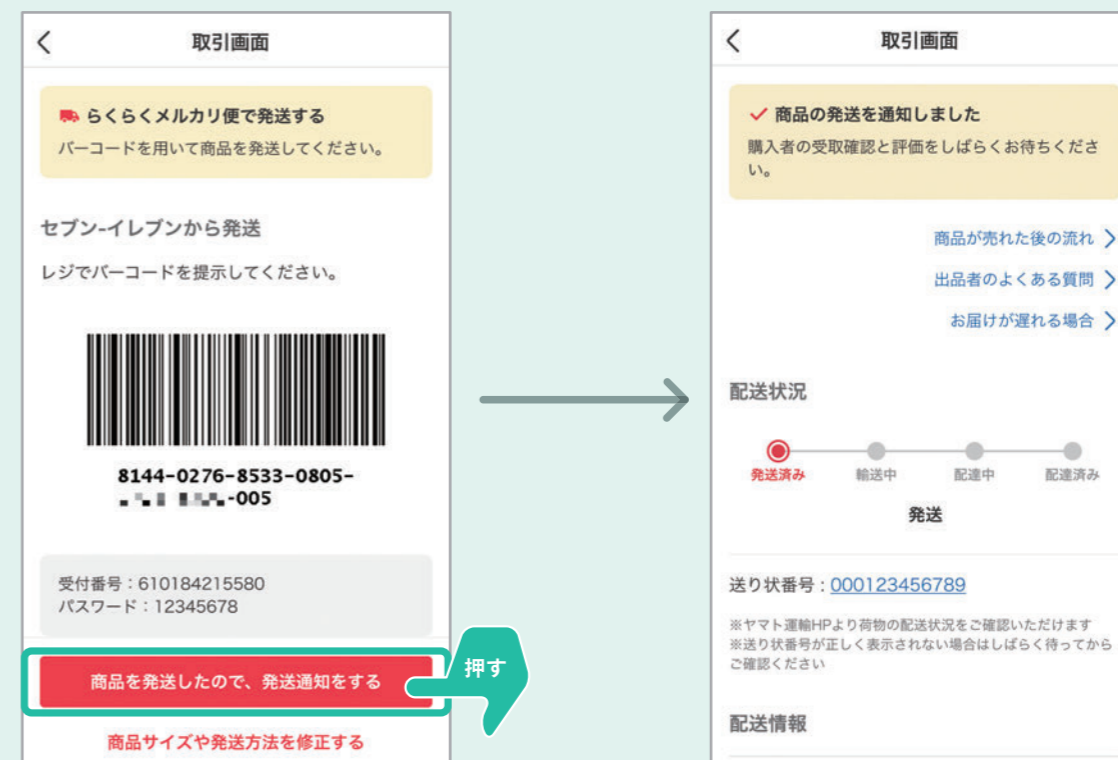 取引画面
らくらくメルカリ便で発送する
バーコードを用いて商品を発送してください。
セブン-イレブンから発送
レジでバーコードを提示してください。
8144-0276-8533-0805-
-005
受付番号：610184215580
パスワード：12345678
商品を発送したので、発送通知をする
押す
商品サイズや発送方法を修正する
取引画面
商品の発送を通知しました
購入者の受取確認と評価をしばらくお待ちくださ
い。
商品が売れた後の流れ
出品者のよくある質問
お届けが遅れる場合
配送状況
発送済み 輸送中 配達中 配達済み
発送
送り状番号 : 000123456789
※ヤマト運輸HPより荷物の配送状況をご確認いただけます
※送り状番号が正しく表示されない場合はしばらく待ってから
ご確認ください
配送情報